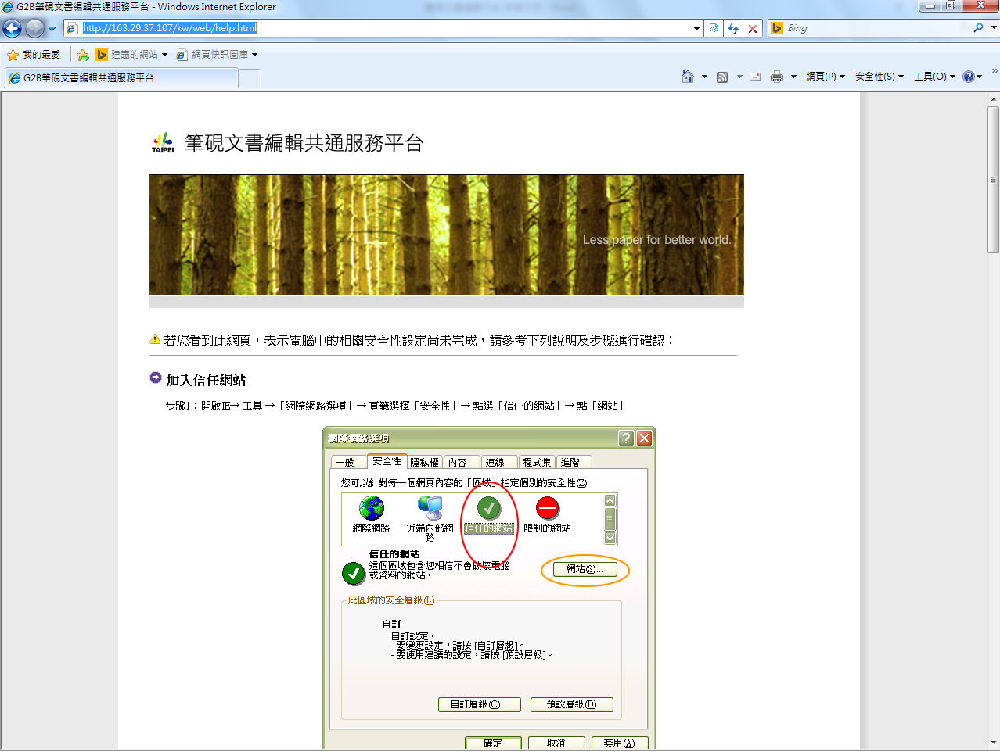 G2B筆硯文書編輯共通服務平台 - Windows Internet Explorer
http://163.29.37.107/kw/web/help.html
Bing
我的最愛 建議的網站 網頁快訊圖庫
G2B筆硯文書編輯共通服務平台
網頁(P) 安全性(S) 工具(O)
TAIPEI
筆硯文書編輯共通服務平台
Less paper for better world.
若您看到此網頁，表示電腦中的相關安全性設定尚未完成，請參考下列說明及步驟進行確認：
加入信任網站
步驟1：開啟IE→ 工具 →「網際網路選項」→ 頁籤選擇「安全性」→ 點選「信任的網站」→ 點「網站」
網際網路選項
一般 安全性 隱私權 內容 連線 程式集 進階
您可以針對每一個網頁內容的「區域」指定個別的安全性(Z)
網際網路 近端內部網路 信任的網站 限制的網站
信任的網站
這個區域包含您相信不會破壞電腦
或資料的網站。
網站(S)...
此區域的安全層級(L)
自訂
自訂設定。
- 要變更設定，請按 [自訂層級]。
- 要使用建議的設定，請按 [預設層級]。
自訂層級(C)... 預設層級(D)
確定 取消 套用(A)